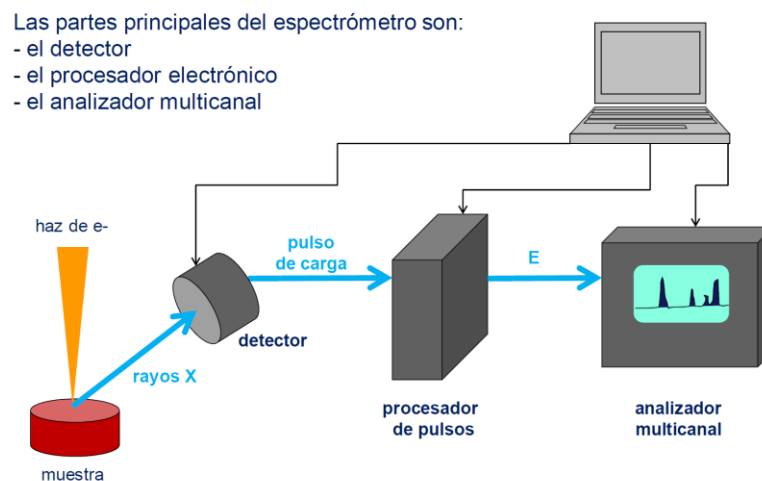 Las partes principales del espectrómetro son:
- el detector
- el procesador electrónico
- el analizador multicanal
haz de e-
pulso
de carga
E
detector
rayos X
procesador
de pulsos
analizador
multicanal
muestra